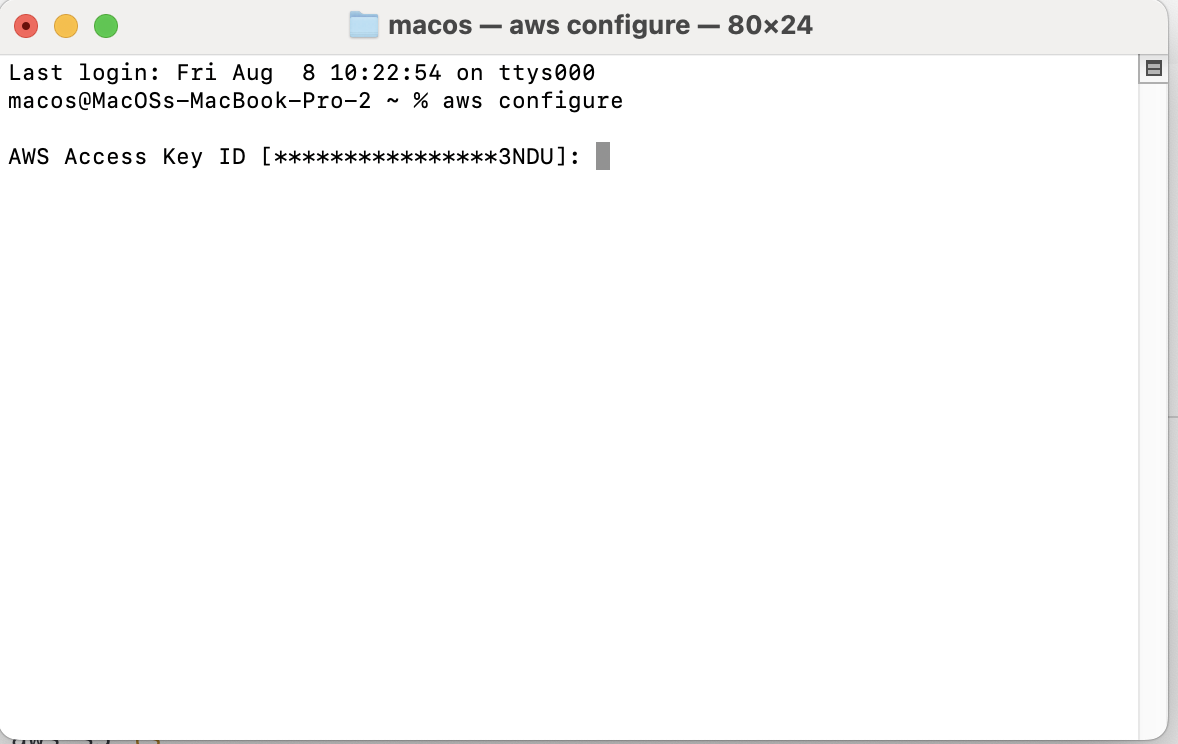 macos — aws configure — 80×24
Last login: Fri Aug  8 10:22:54 on ttys000
macos@MacOSs-MacBook-Pro-2 ~ % aws configure
AWS Access Key ID [****************3NDU]: